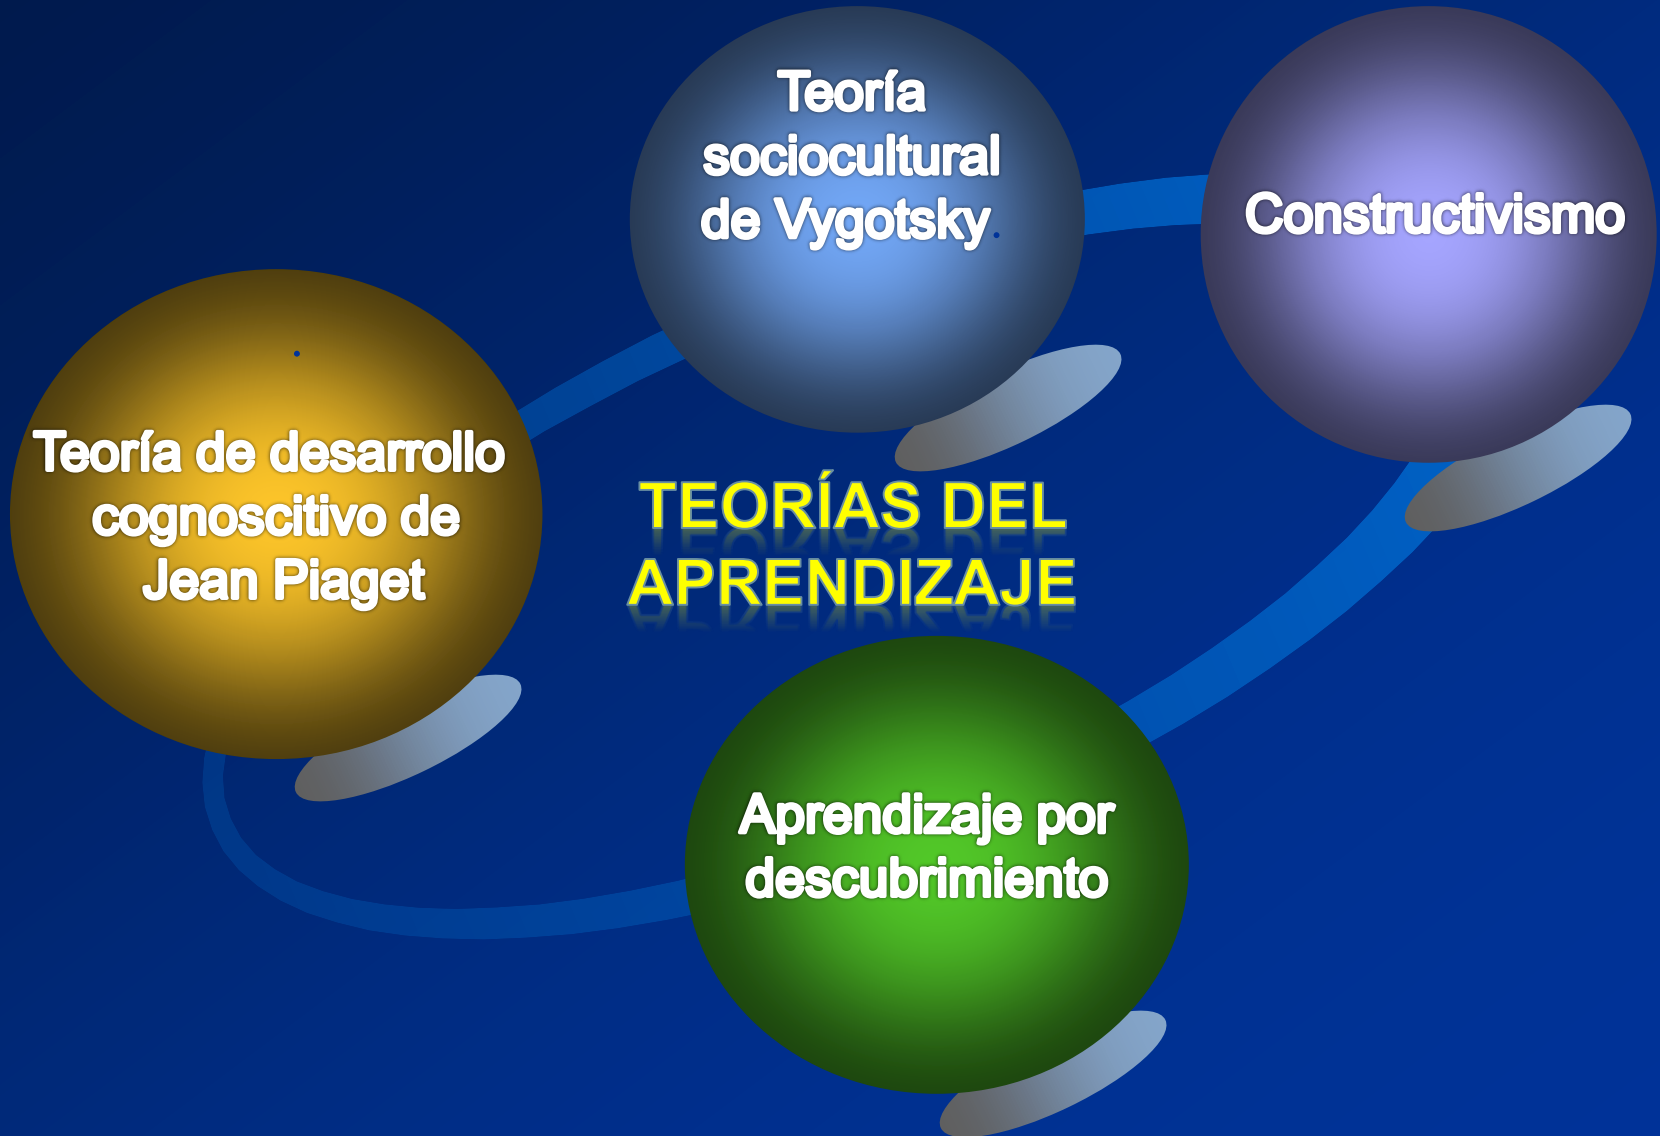 Teoría
sociocultural
de Vygotsky.
Constructivismo
.
Teoría de desarrollo
cognoscitivo de
Jean Piaget
TEORÍAS DEL
APRENDIZAJE
Aprendizaje por
descubrimiento